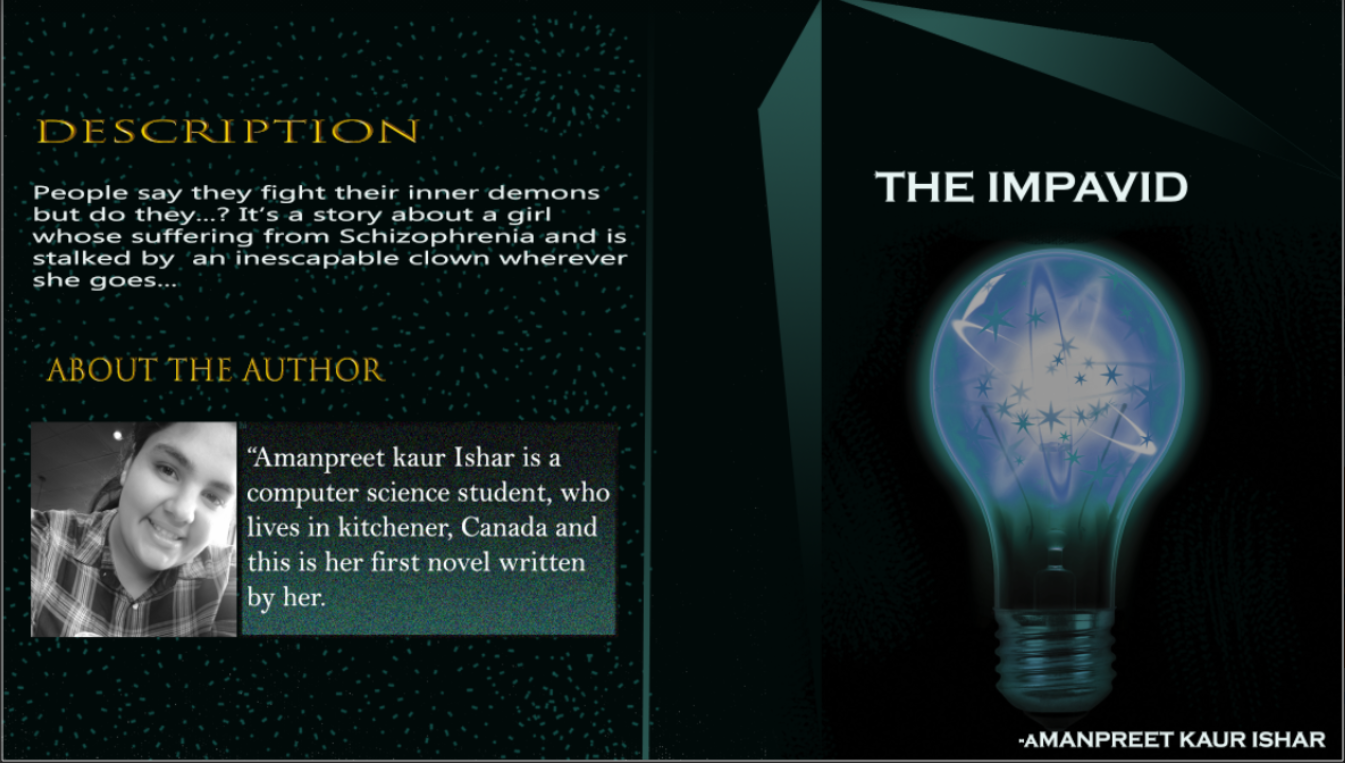 DESCRIPTION
People say they fight their inner demons
but do they...? It's a story about a girl
whose suffering from Schizophrenia and is
stalked by  an inescapable clown wherever
she goes...
ABOUT THE AUTHOR
“Amanpreet kaur Ishar is a
computer science student, who
lives in kitchener, Canada and
this is her first novel written
by her.
THE IMPAVID
-AMANPREET KAUR ISHAR